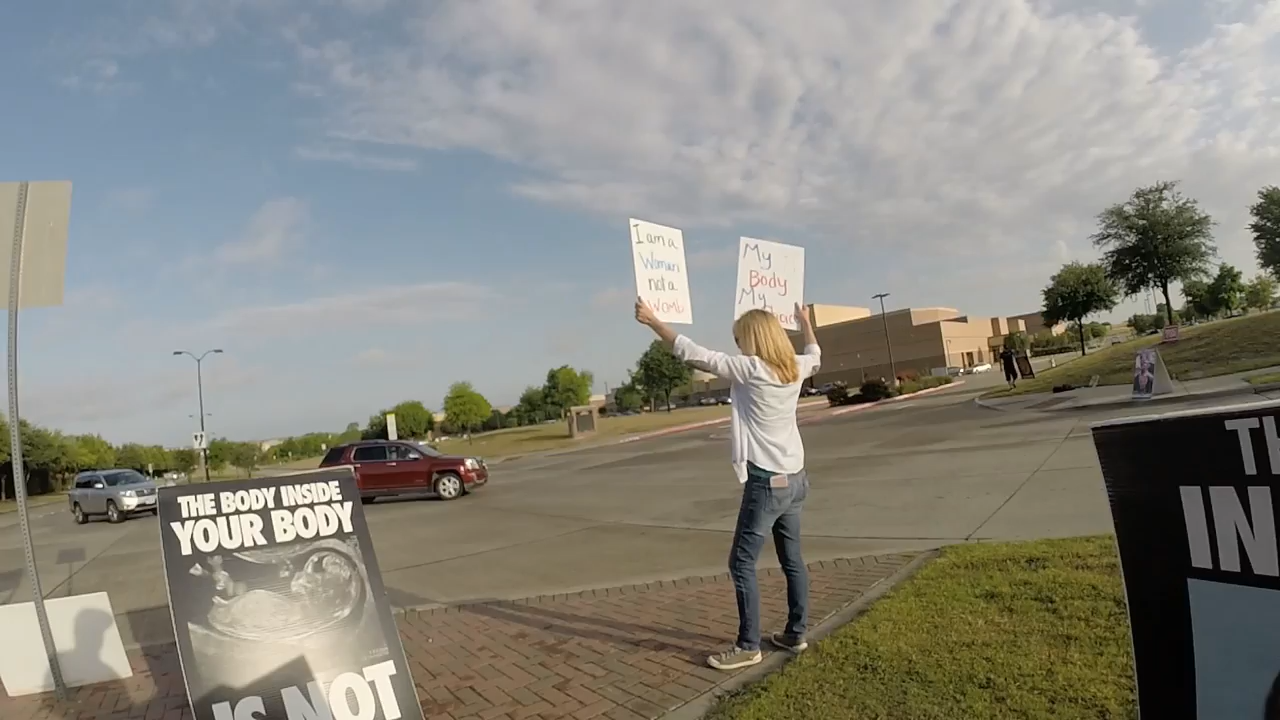 I am a
Woman
not a
Womb
My
Body
My
THE BODY INSIDE
YOUR BODY
IS NOT
IN